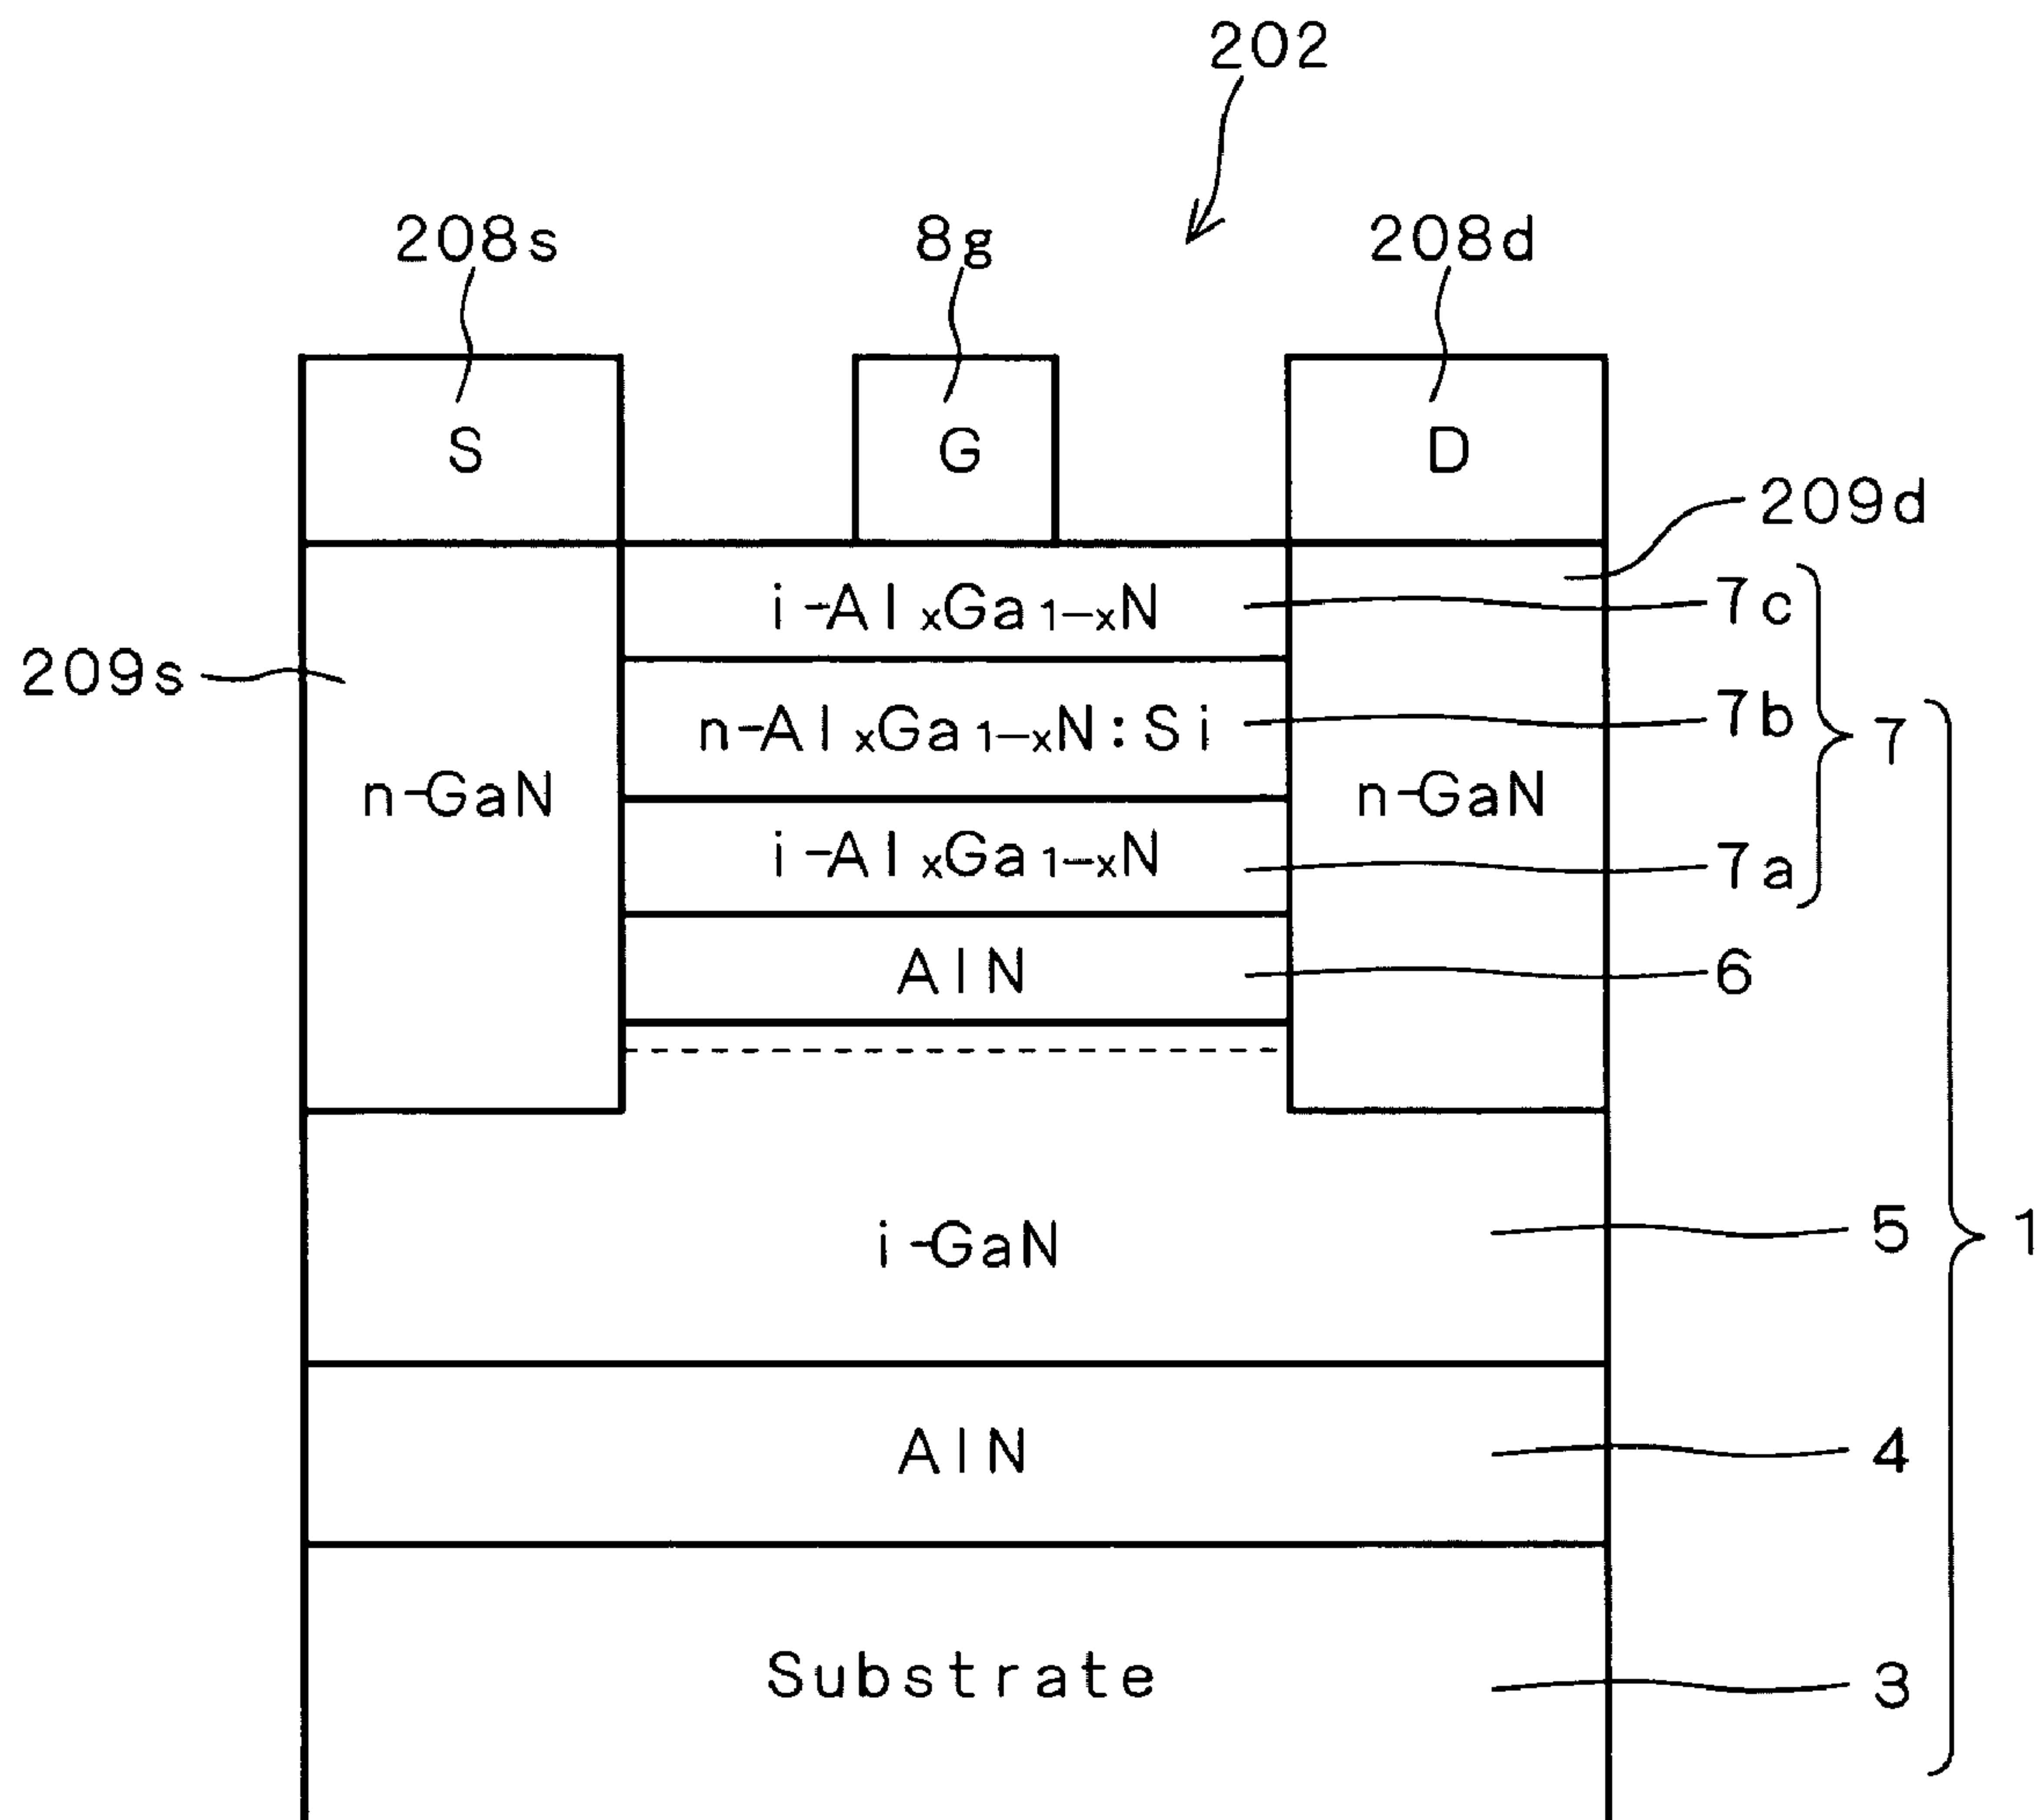 202
208s 8g 208d
S G D
209d
i-AlxGa1-xN 7c
209s
n-AlxGa1-xN:Si 7b
7
n-GaN n-GaN
i-AlxGa1-xN 7a
AlN 6
i-GaN 5
1
AlN 4
Substrate 3